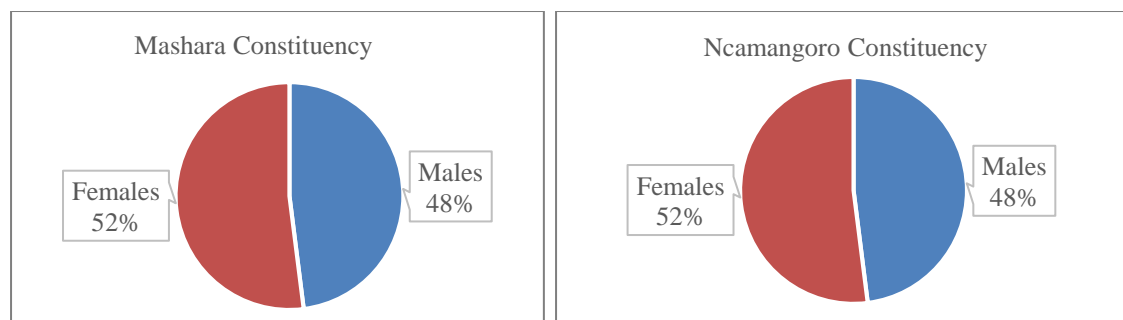 Mashara Constituency
Females
52%
Males
48%
Ncamangoro Constituency
Females
52%
Males
48%